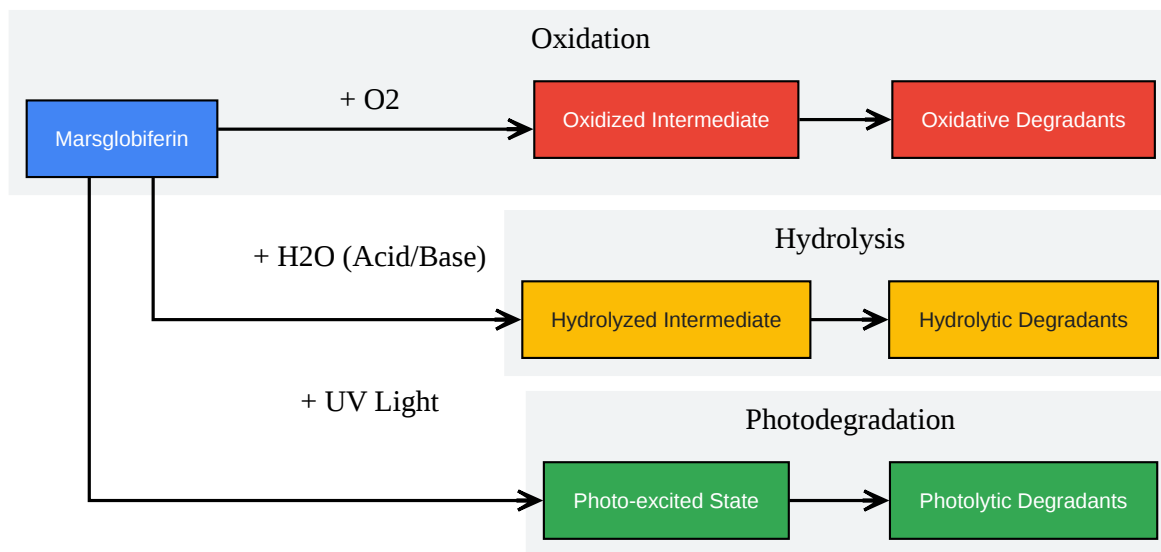 Oxidation
+ O2
Marsglobiferin
Oxidized Intermediate
Oxidative Degradants
Hydrolysis
+ H2O (Acid/Base)
Hydrolyzed Intermediate
Hydrolytic Degradants
+ UV Light
Photodegradation
Photo-excited State
Photolytic Degradants